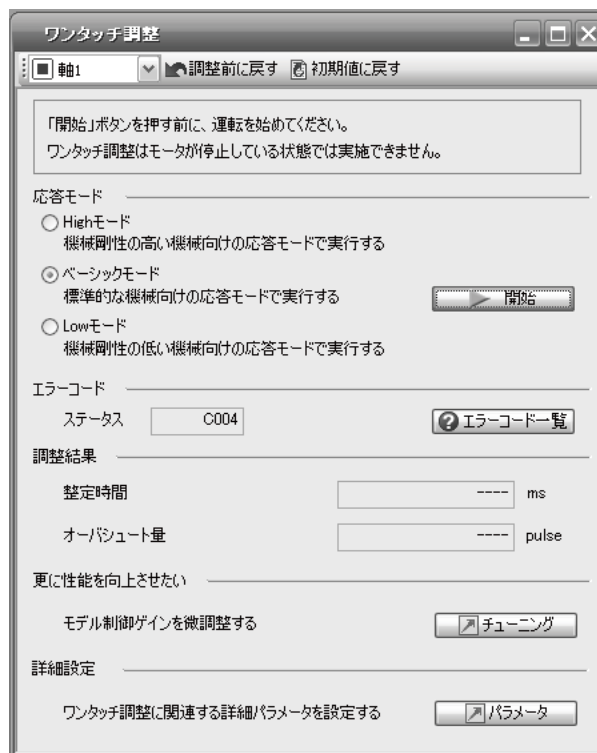 ワンタッチ調整
軸1 調整前に戻す 初期値に戻す
「開始」ボタンを押す前に、運転を始めてください。
ワンタッチ調整はモータが停止している状態では実施できません。
応答モード
Highモード
機械剛性の高い機械向けの応答モードで実行する
ベーシックモード
標準的な機械向けの応答モードで実行する
開始
Lowモード
機械剛性の低い機械向けの応答モードで実行する
エラーコード
ステータス C004 エラーコード一覧
調整結果
整定時間 ---- ms
オーバシュート量 ---- pulse
更に性能を向上させたい
モデル制御ゲインを微調整する チューニング
詳細設定
ワンタッチ調整に関連する詳細パラメータを設定する パラメータ